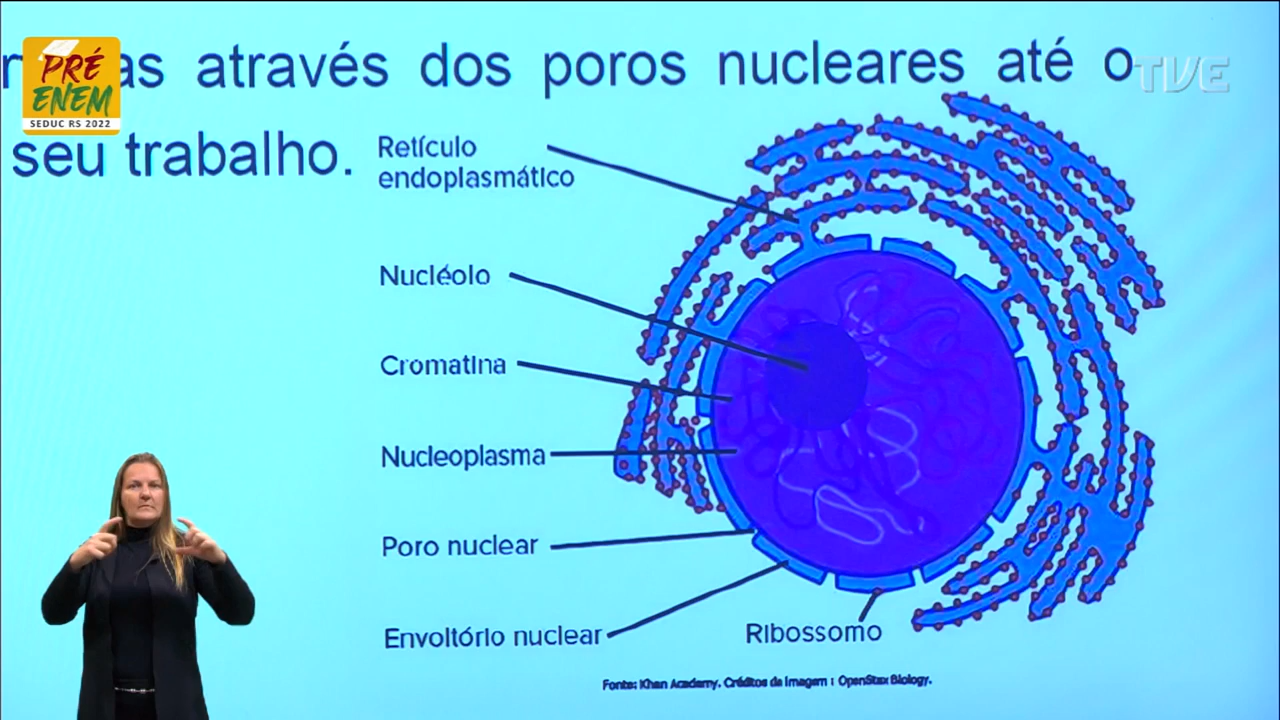 as através dos poros nucleares até o
seu trabalho.
PRÉ
ENEM
SEDUC RS 2022
TVE
Retículo
endoplasmático
Nucléolo
Cromatina
Nucleoplasma
Poro nuclear
Envoltório nuclear
Ribossomo
Fonte: Khan Academy. Créditos da Imagem : OpenStax Biology.